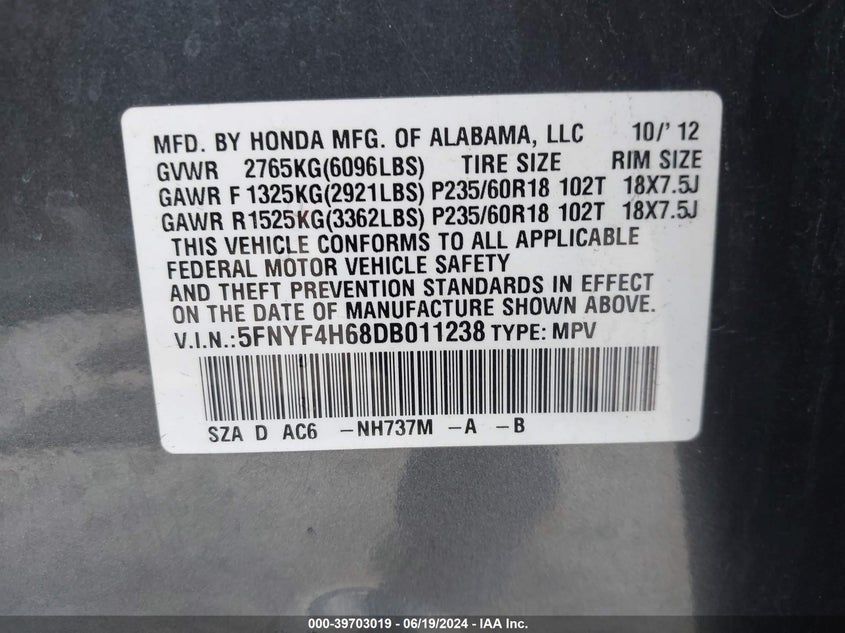 MFD. BY HONDA MFG. OF ALABAMA, LLC 10/'12
GVWR 2765KG(6096LBS) TIRE SIZE RIM SIZE
GAWR F 1325KG(2921LBS) P235/60R18 102T 18X7.5J
GAWR R1525KG(3362LBS) P235/60R18 102T 18X7.5J
THIS VEHICLE CONFORMS TO ALL APPLICABLE
FEDERAL MOTOR VEHICLE SAFETY
AND THEFT PREVENTION STANDARDS IN EFFECT
ON THE DATE OF MANUFACTURE SHOWN ABOVE.
V.I.N.:5FNYF4H68DB011238 TYPE: MPV
SZA D AC6 -NH737M -A -B
000-39703019 - 06/19/2024 - IAA Inc.